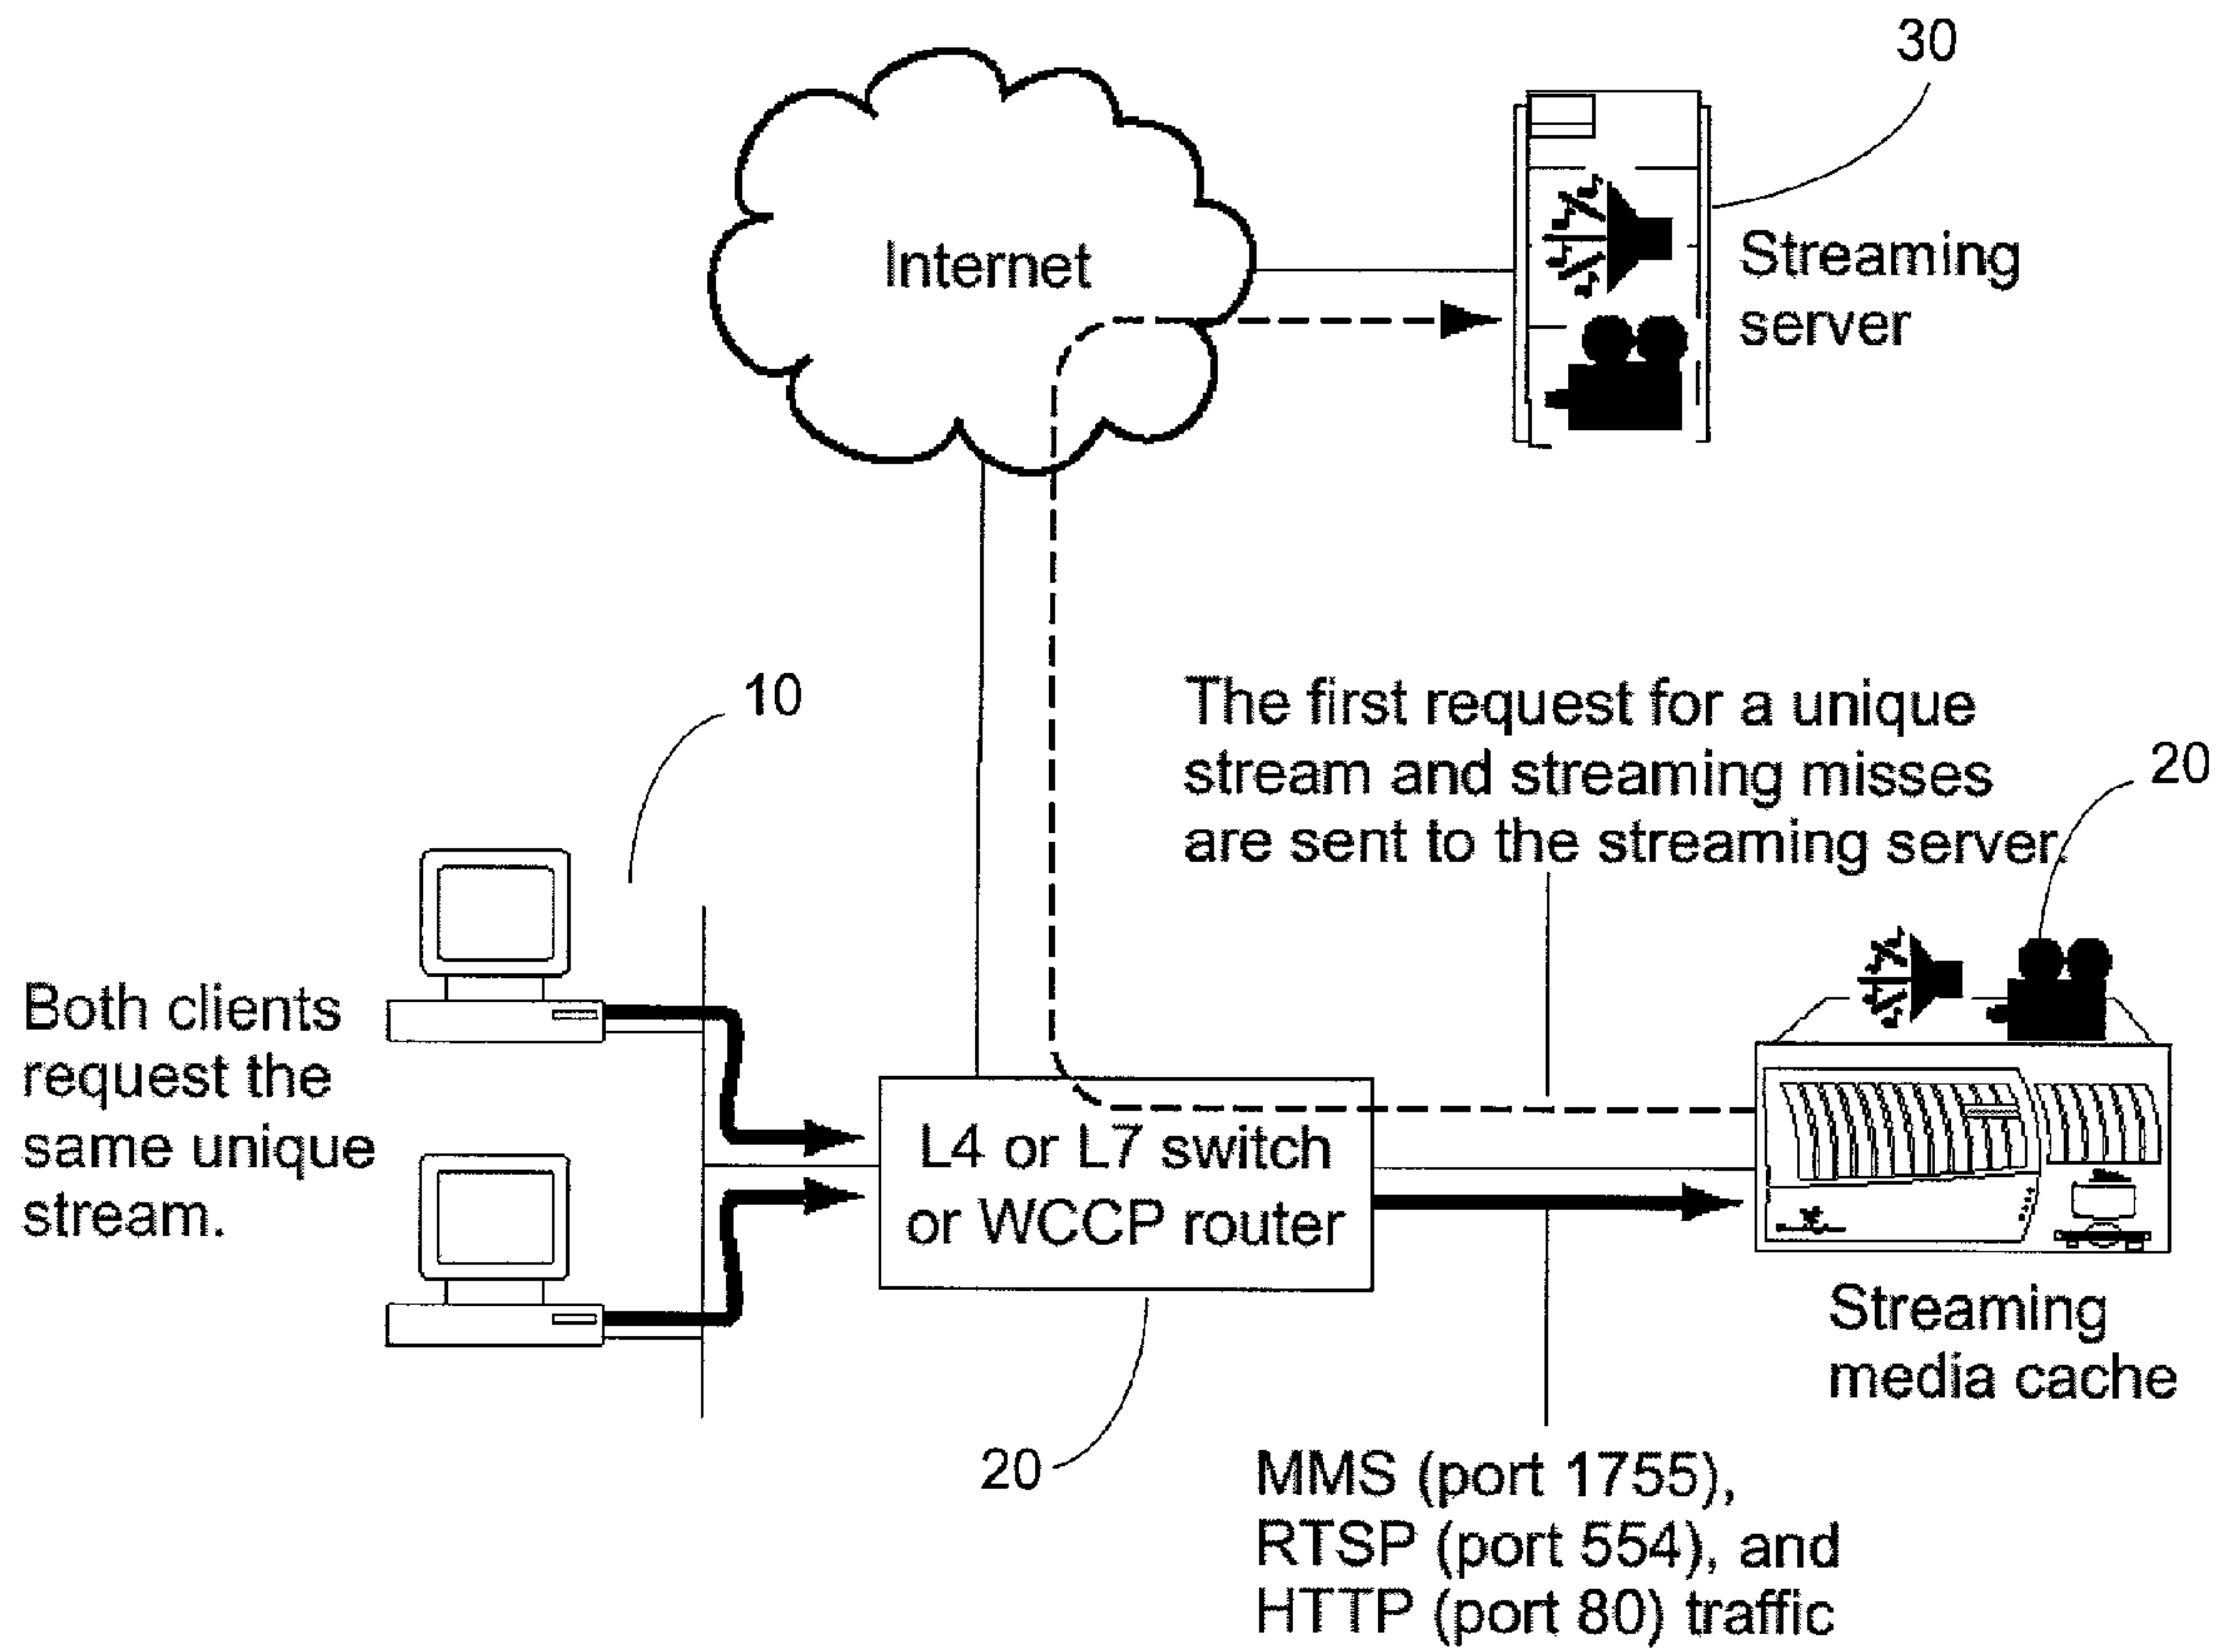 30
Internet
Streaming
server
10
The first request for a unique
stream and streaming misses
are sent to the streaming server.
20
Both clients
request the
same unique
stream.
L4 or L7 switch
or WCCP router
Streaming
media cache
20
MMS (port 1755),
RTSP (port 554), and
HTTP (port 80) traffic